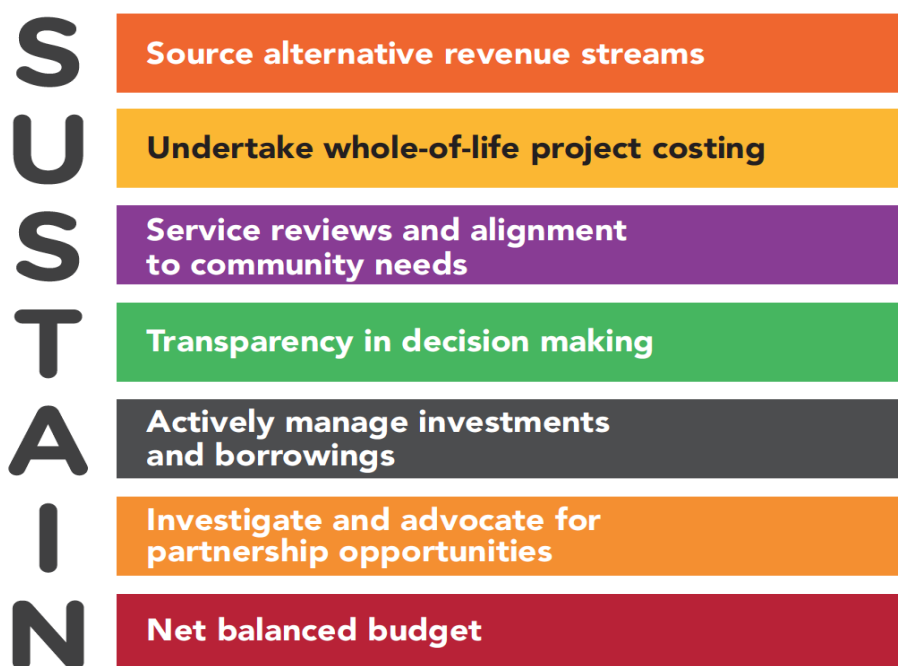 S
Source alternative revenue streams
U
Undertake whole-of-life project costing
S
Service reviews and alignment
to community needs
T
Transparency in decision making
A
Actively manage investments
and borrowings
I
Investigate and advocate for
partnership opportunities
N
Net balanced budget